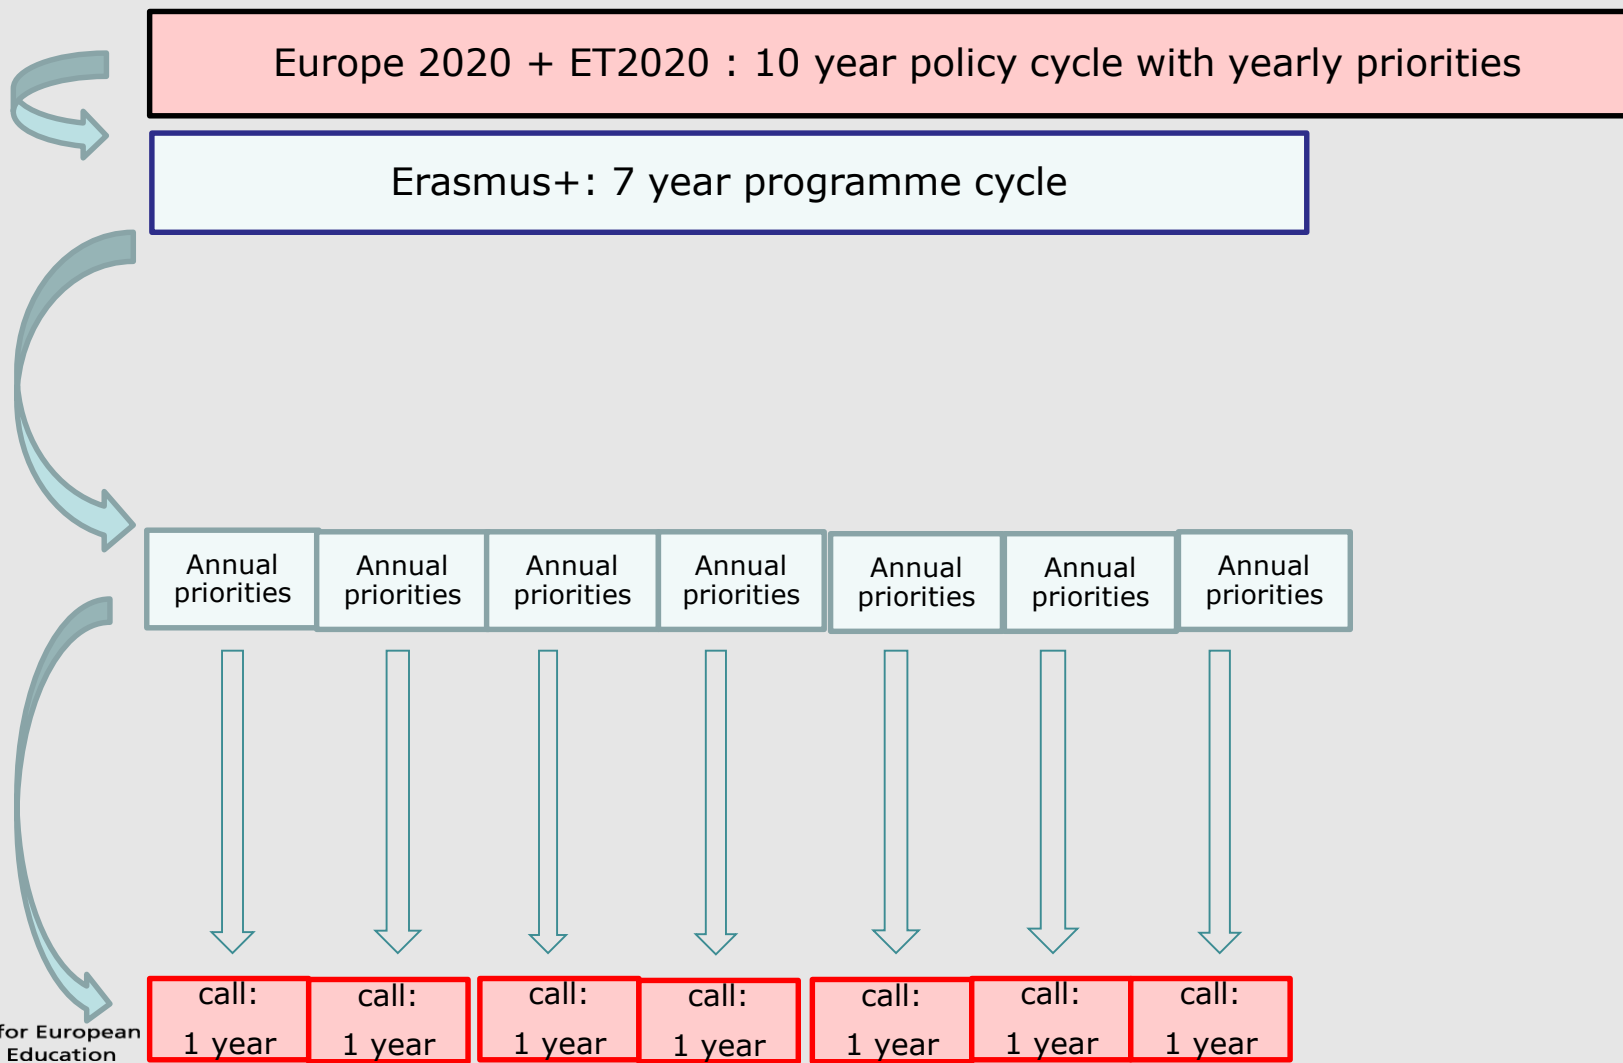 Europe 2020 + ET2020 : 10 year policy cycle with yearly priorities
Erasmus+: 7 year programme cycle
Annual
priorities
Annual
priorities
Annual
priorities
Annual
priorities
Annual
priorities
Annual
priorities
Annual
priorities
call:
1 year
call:
1 year
call:
1 year
call:
1 year
call:
1 year
call:
1 year
call:
1 year
for European
Education